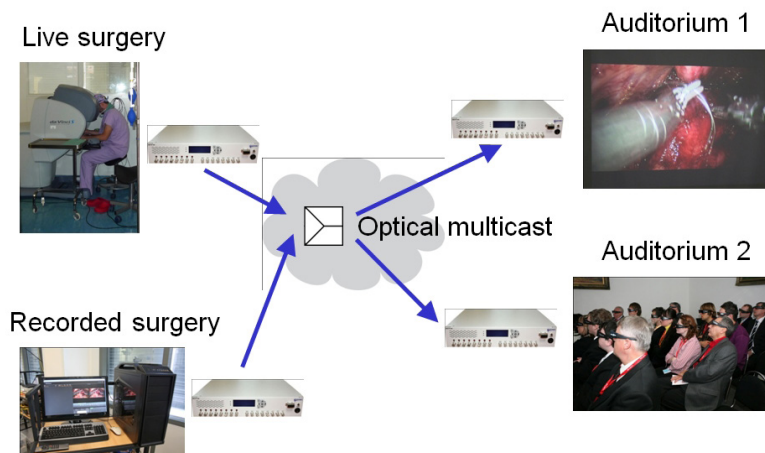 Live surgery
Auditorium 1
Optical multicast
Auditorium 2
Recorded surgery